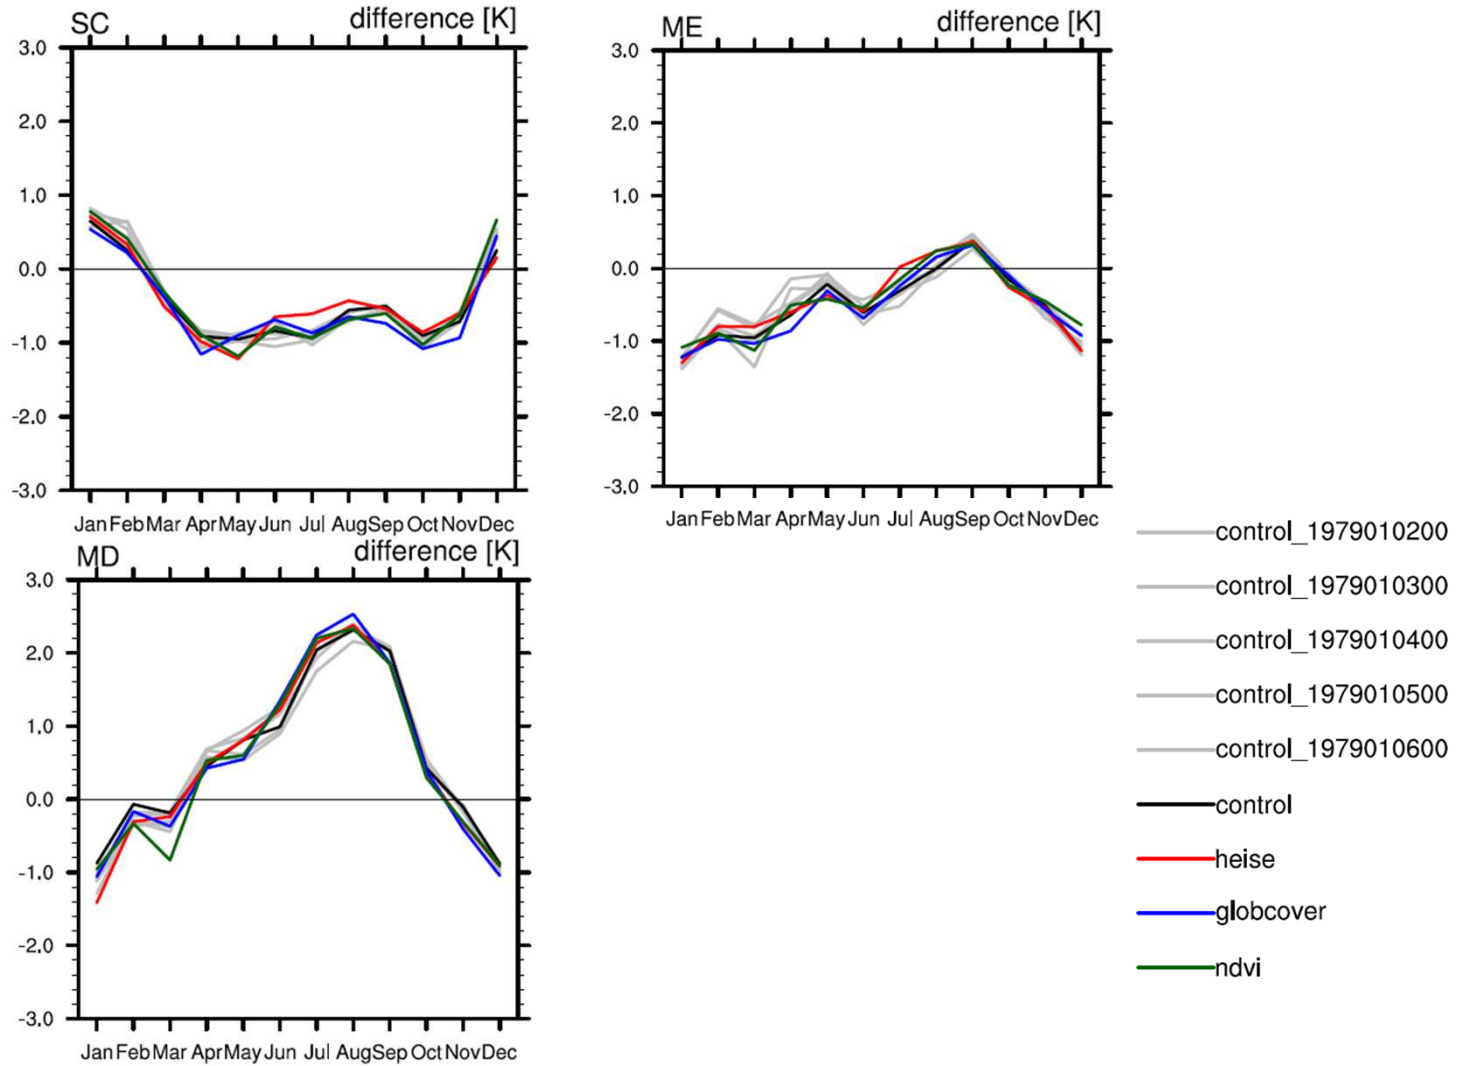 SC difference [K]
3.0
2.0
1.0
0.0
-1.0
-2.0
-3.0
Jan Feb Mar Apr May Jun Jul Aug Sep Oct Nov Dec
ME difference [K]
3.0
2.0
1.0
0.0
-1.0
-2.0
-3.0
Jan Feb Mar Apr May Jun Jul Aug Sep Oct Nov Dec
MD difference [K]
3.0
2.0
1.0
0.0
-1.0
-2.0
-3.0
Jan Feb Mar Apr May Jun Jul Aug Sep Oct Nov Dec
control_1979010200
control_1979010300
control_1979010400
control_1979010500
control_1979010600
control
heise
globcover
ndvi